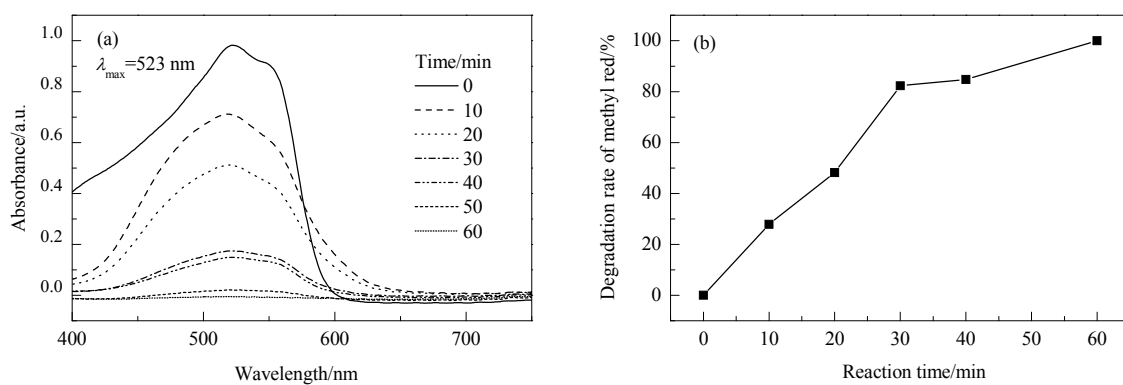 (a)
λmax=523 nm
Time/min
0
10
20
30
40
50
60
1.0
0.8
0.6
0.4
0.2
0.0
400 500 600 700
Absorbance/a.u.
Wavelength/nm
(b)
100
80
60
40
20
0
0 10 20 30 40 60
Degradation rate of methyl red/%
Reaction time/min